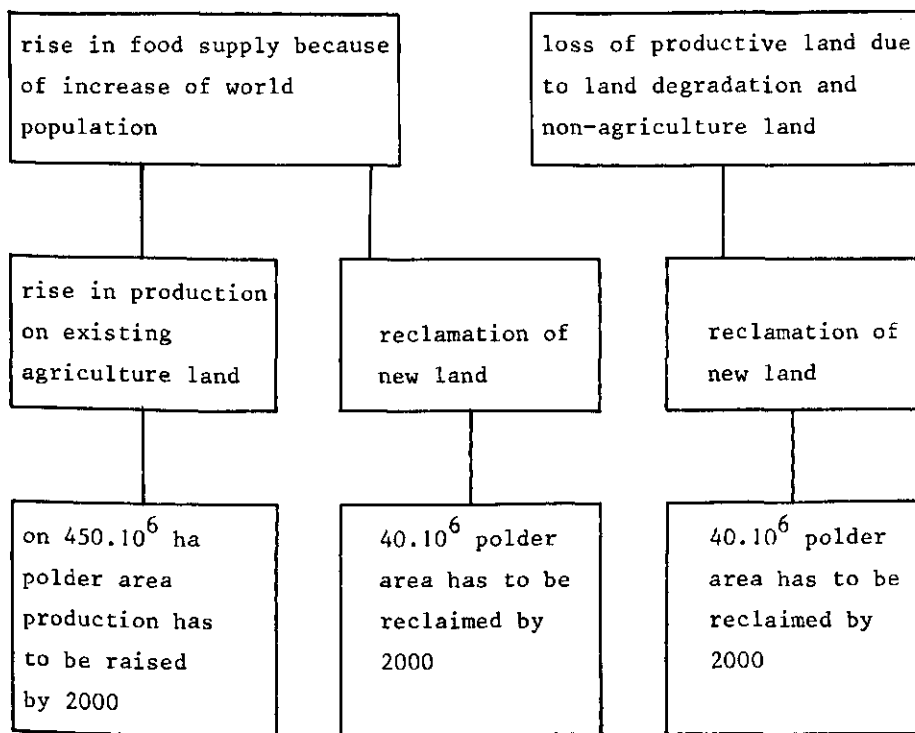 rise in food supply because
of increase of world
population
loss of productive land due
to land degradation and
non-agriculture land
rise in production
on existing
agriculture land
reclamation of
new land
reclamation of
new land
on 450.10⁶ ha
polder area
production has
to be raised
by 2000
40.10⁶ polder
area has to be
reclaimed by
2000
40.10⁶ polder
area has to be
reclaimed by
2000